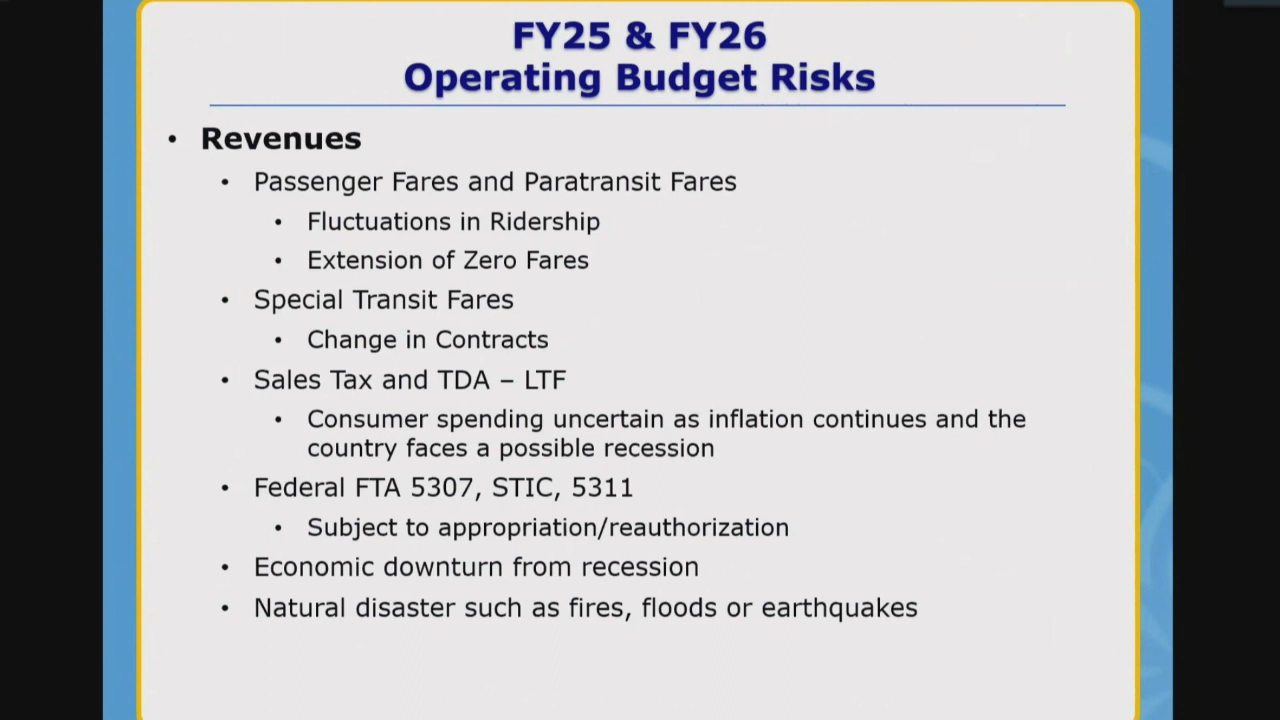 FY25 & FY26
Operating Budget Risks
• Revenues
• Passenger Fares and Paratransit Fares
• Fluctuations in Ridership
• Extension of Zero Fares
• Special Transit Fares
• Change in Contracts
• Sales Tax and TDA – LTF
• Consumer spending uncertain as inflation continues and the
country faces a possible recession
• Federal FTA 5307, STIC, 5311
• Subject to appropriation/reauthorization
• Economic downturn from recession
• Natural disaster such as fires, floods or earthquakes